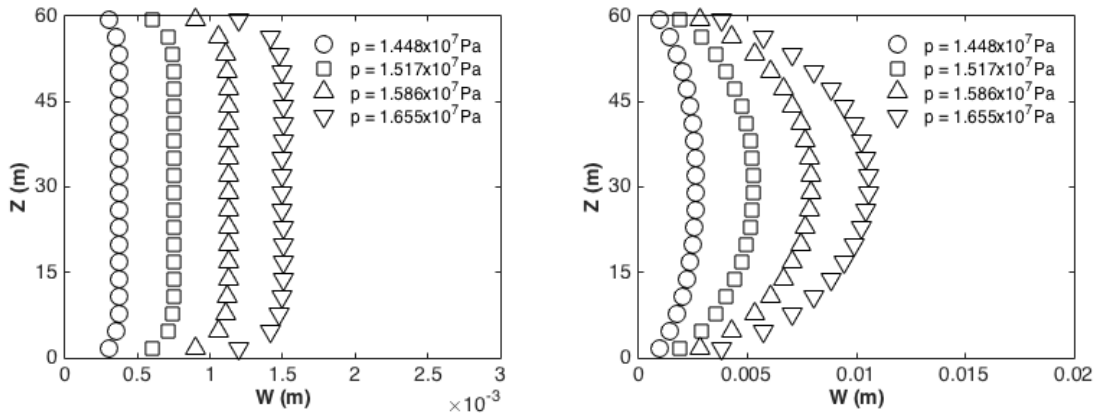 60
45
30
15
0
Z (m)
p = 1.448x10⁷Pa
p = 1.517x10⁷Pa
p = 1.586x10⁷Pa
p = 1.655x10⁷Pa
0 0.5 1 1.5 2 2.5 3
W (m)
×10⁻³
60
45
30
15
0
Z (m)
p = 1.448x10⁷Pa
p = 1.517x10⁷Pa
p = 1.586x10⁷Pa
p = 1.655x10⁷Pa
0 0.005 0.01 0.015 0.02
W (m)